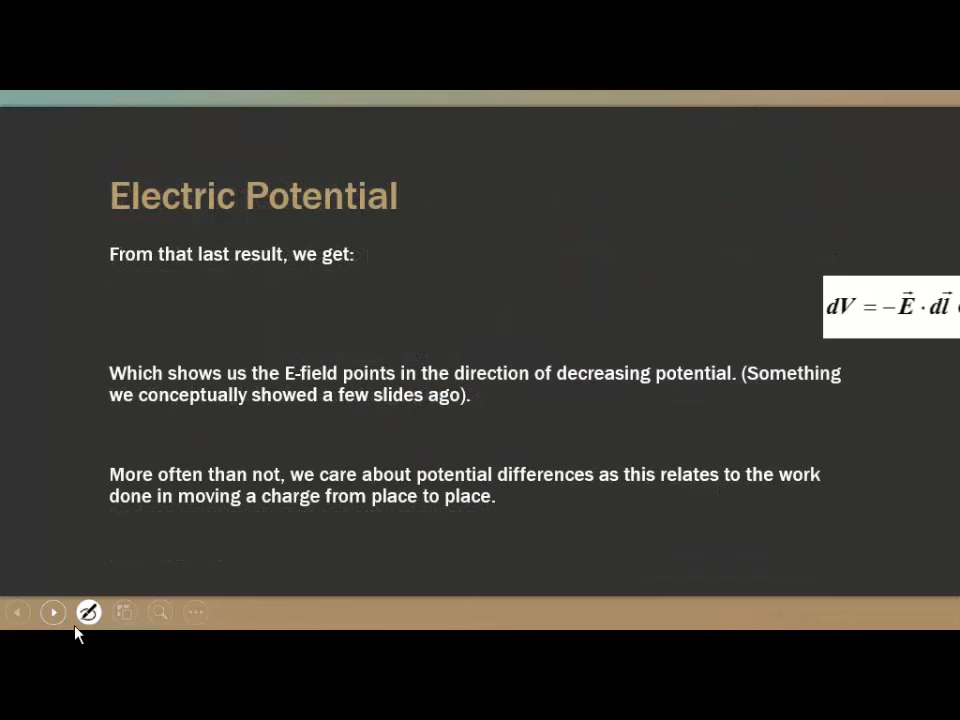 Electric Potential
From that last result, we get:
dV = −E⃗ · dl⃗
Which shows us the E-field points in the direction of decreasing potential. (Something
we conceptually showed a few slides ago).
More often than not, we care about potential differences as this relates to the work
done in moving a charge from place to place.